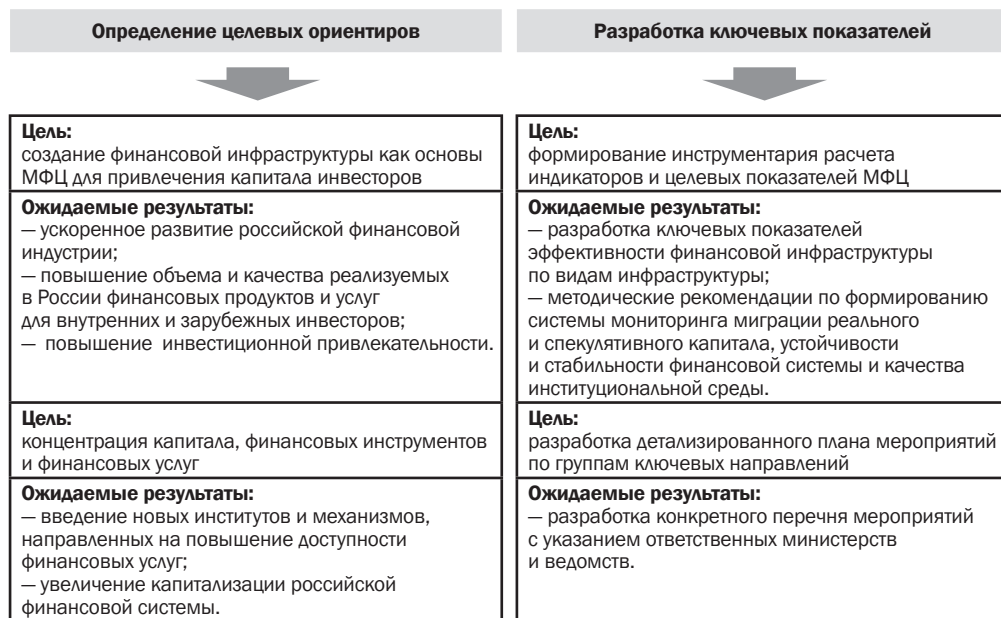 Определение целевых ориентиров
Цель:
создание финансовой инфраструктуры как основы
МФЦ для привлечения капитала инвесторов
Ожидаемые результаты:
— ускоренное развитие российской финансовой
индустрии;
— повышение объема и качества реализуемых
в России финансовых продуктов и услуг
для внутренних и зарубежных инвесторов;
— повышение инвестиционной привлекательности.
Цель:
концентрация капитала, финансовых инструментов
и финансовых услуг
Ожидаемые результаты:
— введение новых институтов и механизмов,
направленных на повышение доступности
финансовых услуг;
— увеличение капитализации российской
финансовой системы.
Разработка ключевых показателей
Цель:
формирование инструментария расчета
индикаторов и целевых показателей МФЦ
Ожидаемые результаты:
— разработка ключевых показателей
эффективности финансовой инфраструктуры
по видам инфраструктуры;
— методические рекомендации по формированию
системы мониторинга миграции реального
и спекулятивного капитала, устойчивости
и стабильности финансовой системы и качества
институциональной среды.
Цель:
разработка детализированного плана мероприятий
по группам ключевых направлений
Ожидаемые результаты:
— разработка конкретного перечня мероприятий
с указанием ответственных министерств
и ведомств.